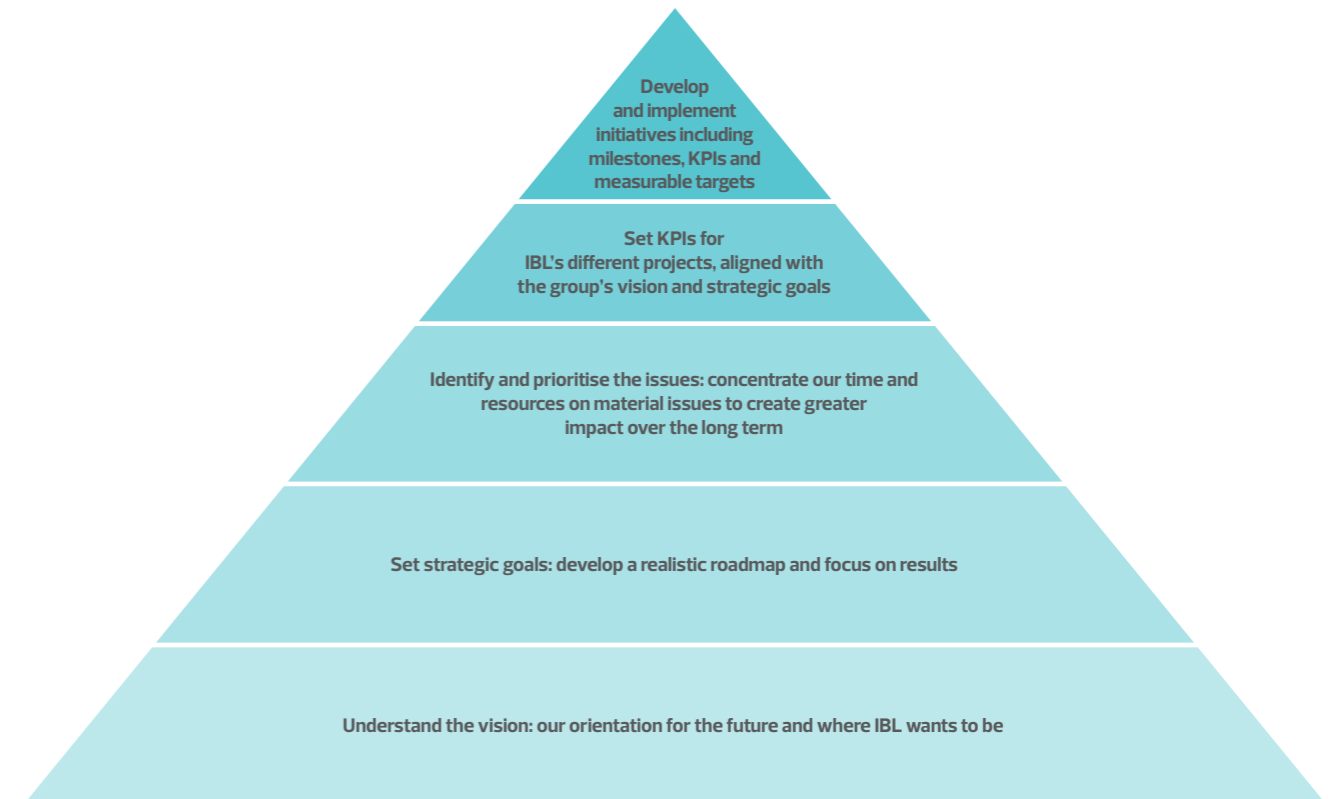 Develop
and implement
initiatives including
milestones, KPIs and
measurable targets
Set KPIs for
IBL's different projects, aligned with
the group's vision and strategic goals
Identify and prioritise the issues: concentrate our time and
resources on material issues to create greater
impact over the long term
Set strategic goals: develop a realistic roadmap and focus on results
Understand the vision: our orientation for the future and where IBL wants to be